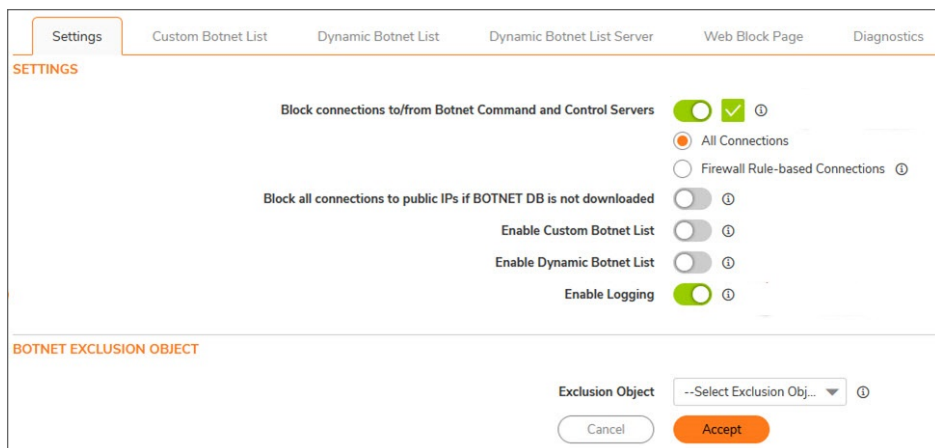 Settings Custom Botnet List Dynamic Botnet List Dynamic Botnet List Server Web Block Page Diagnostics
SETTINGS
Block connections to/from Botnet Command and Control Servers
All Connections
Firewall Rule-based Connections
Block all connections to public IPs if BOTNET DB is not downloaded
Enable Custom Botnet List
Enable Dynamic Botnet List
Enable Logging
BOTNET EXCLUSION OBJECT
Exclusion Object --Select Exclusion Obj...
Cancel Accept